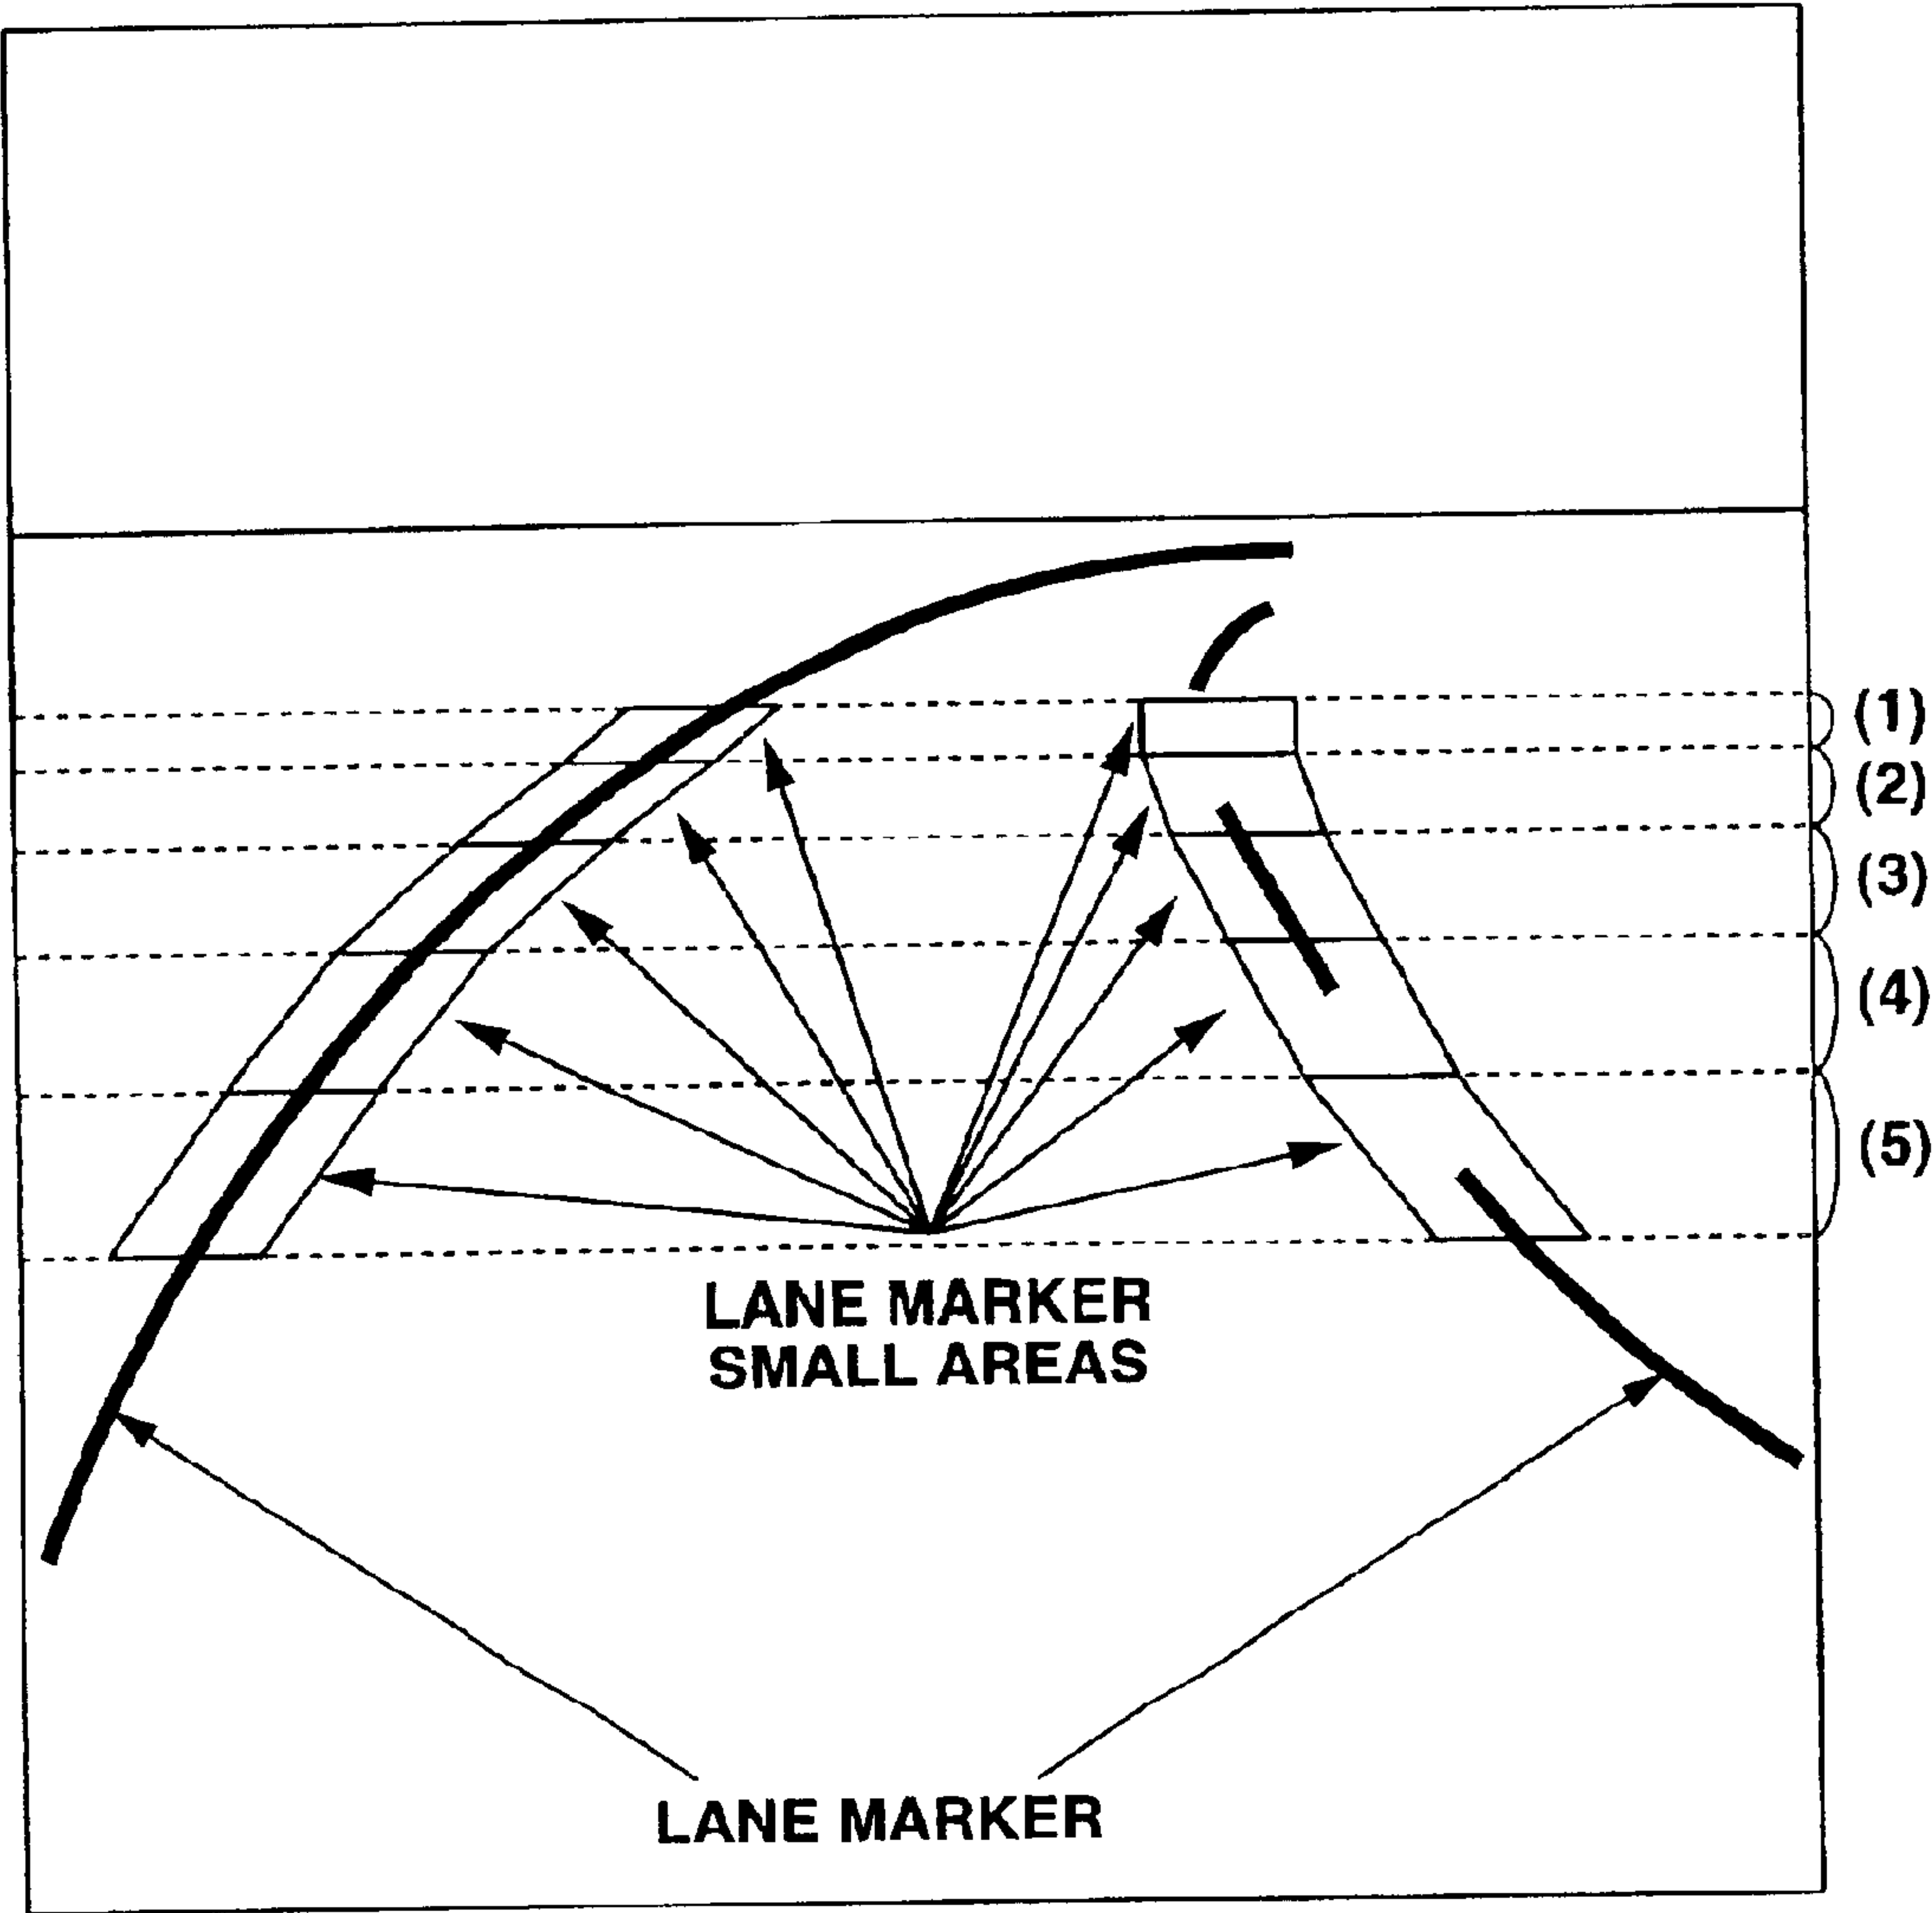 (1)
(2)
(3)
(4)
(5)
LANE MARKER
SMALL AREAS
LANE MARKER